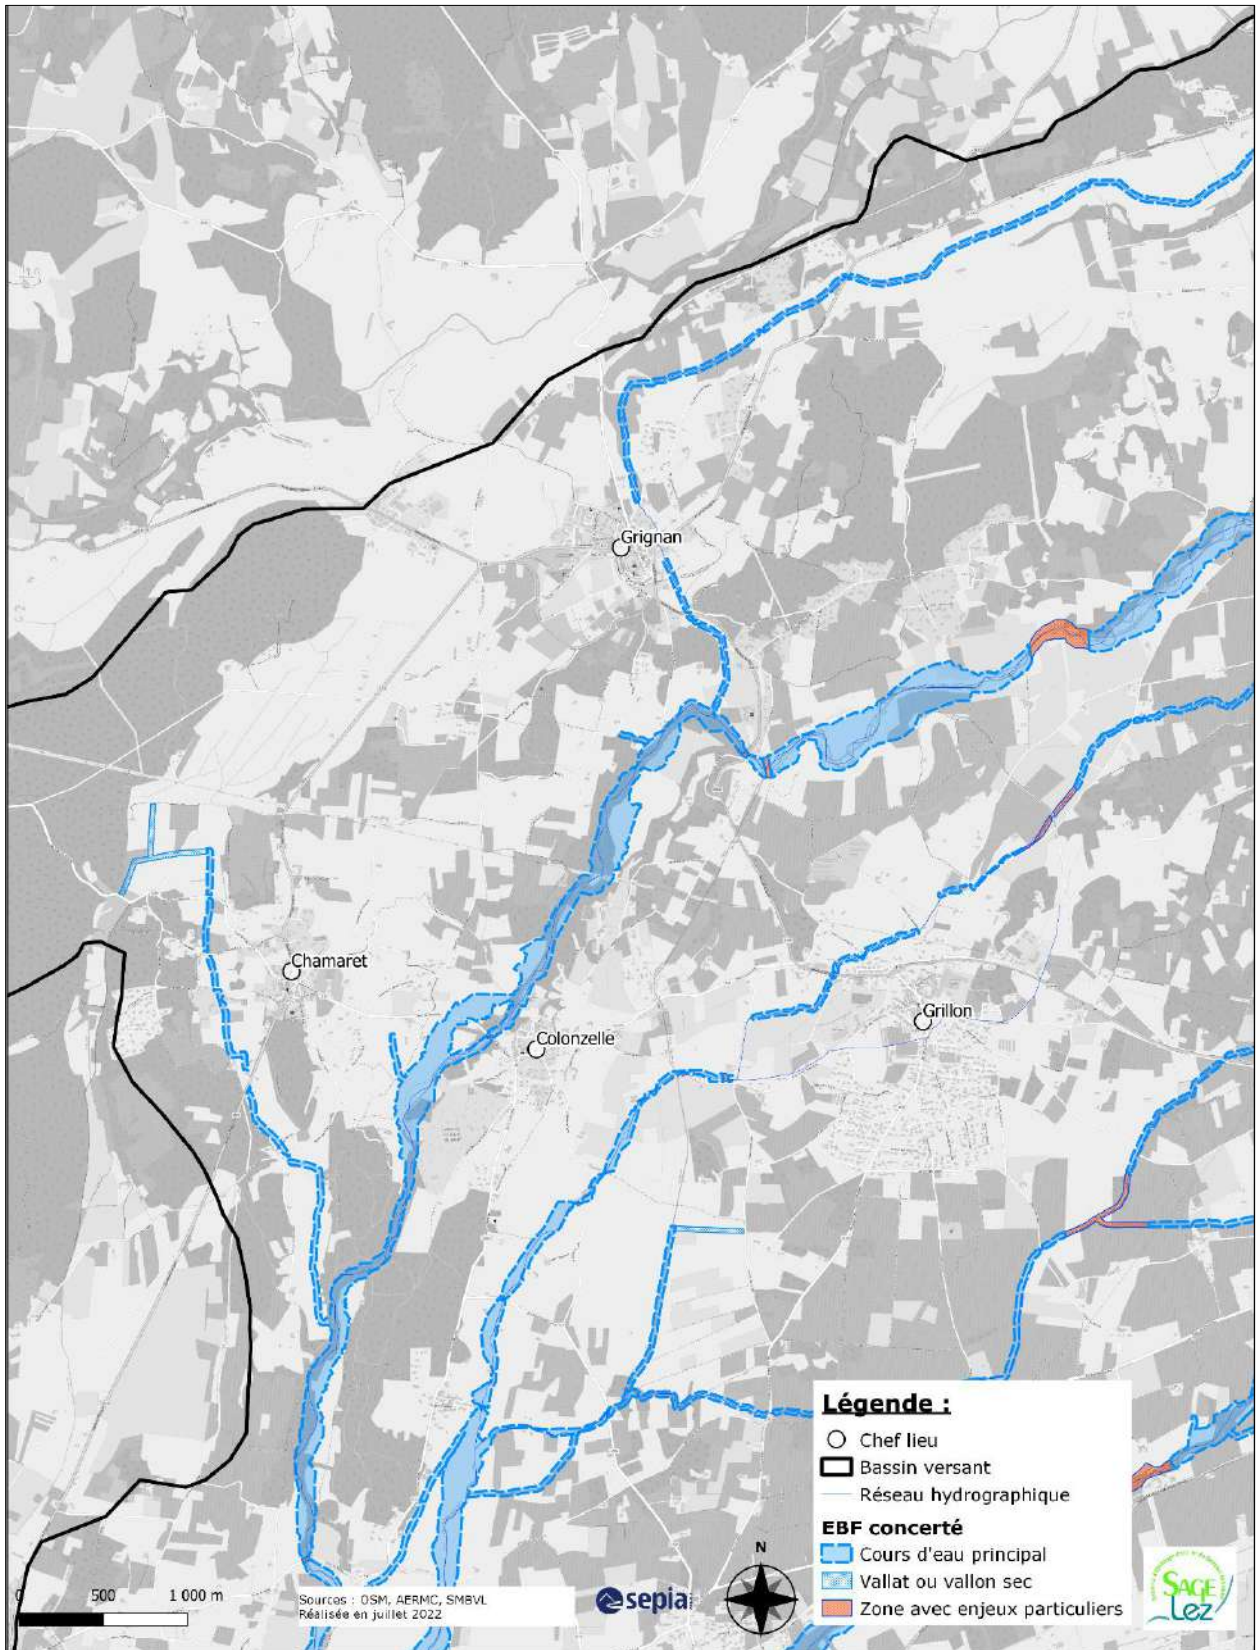 Grignan
Chamaret
Colonzelle
Grillon
Légende :
Chef lieu
Bassin versant
Réseau hydrographique
EBF concerté
Cours d'eau principal
Vallat ou vallon sec
Zone avec enjeux particuliers
0 500 1 000 m
Sources : OSM, AERMC, SMBVL
Réalisée en juillet 2022
sepia
N
SAGE
Lez